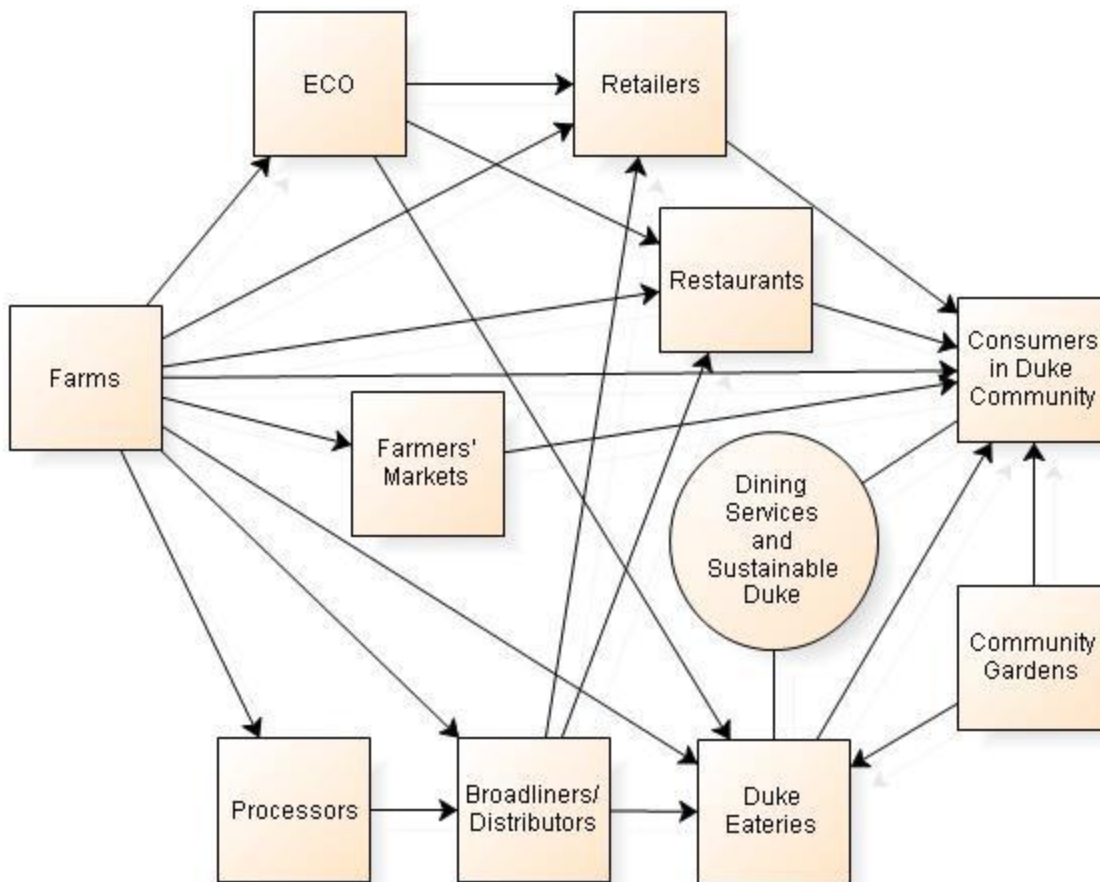 ECO
Retailers
Restaurants
Farms
Consumers
in Duke
Community
Farmers'
Markets
Dining
Services
and
Sustainable
Duke
Community
Gardens
Processors
Broadliners/
Distributors
Duke
Eateries